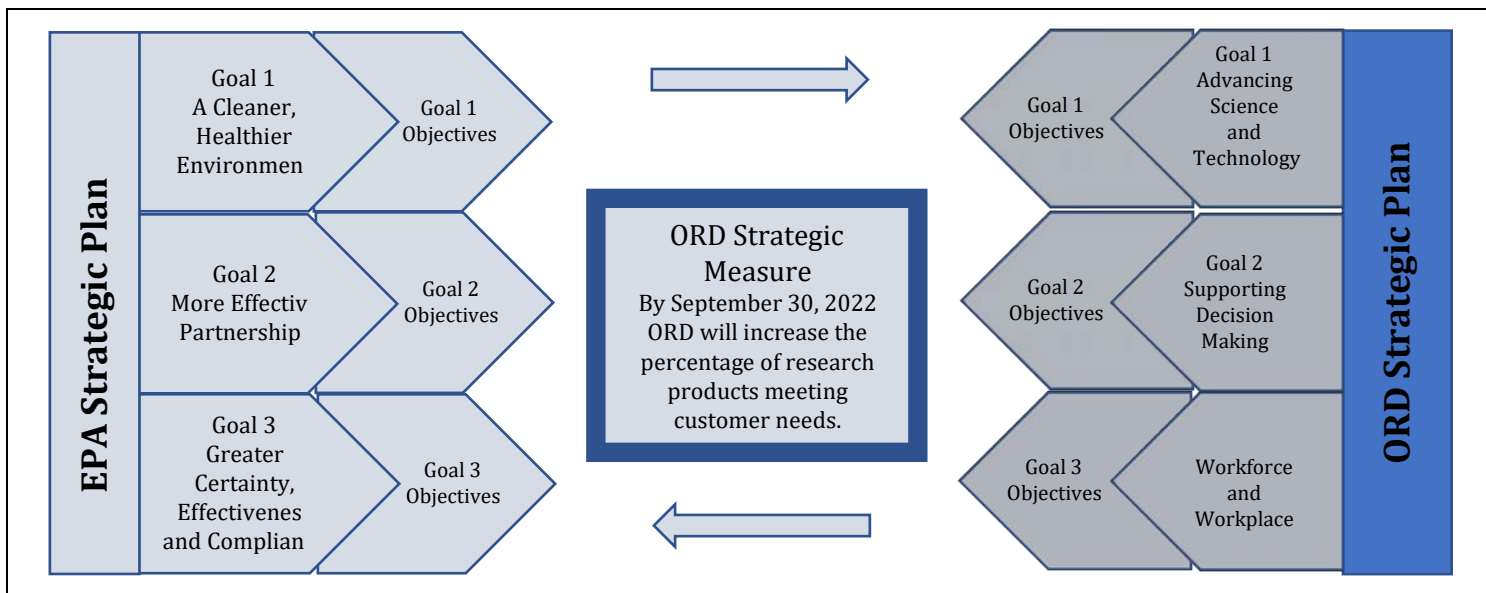 EPA Strategic Plan
Goal 1
A Cleaner,
Healthier
Environmen
Goal 1
Objectives
Goal 2
More Effectiv
Partnership
Goal 2
Objectives
Goal 3
Greater
Certainty,
Effectivenes
and Complian
Goal 3
Objectives
ORD Strategic
Measure
By September 30, 2022
ORD will increase the
percentage of research
products meeting
customer needs.
Goal 1
Objectives
Goal 1
Advancing
Science
and
Technology
Goal 2
Objectives
Goal 2
Supporting
Decision
Making
Goal 3
Objectives
Workforce
and
Workplace
ORD Strategic Plan